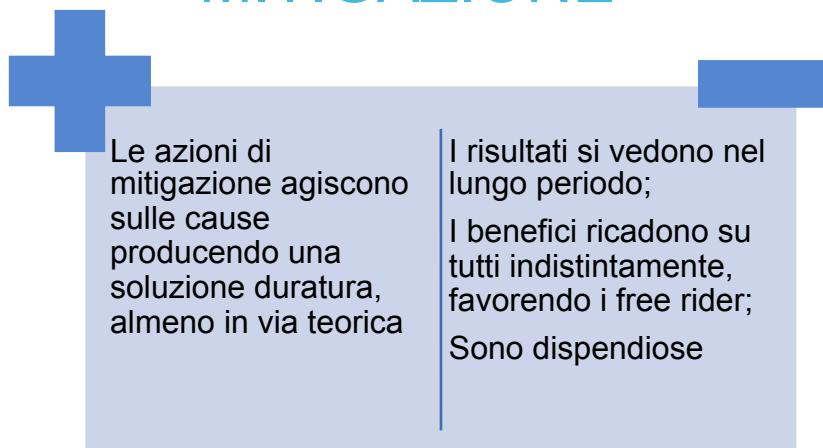 MITIGAZIONE
Le azioni di
mitigazione agiscono
sulle cause
producendo una
soluzione duratura,
almeno in via teorica
I risultati si vedono nel
lungo periodo;
I benefici ricadono su
tutti indistintamente,
favorendo i free rider;
Sono dispendiose